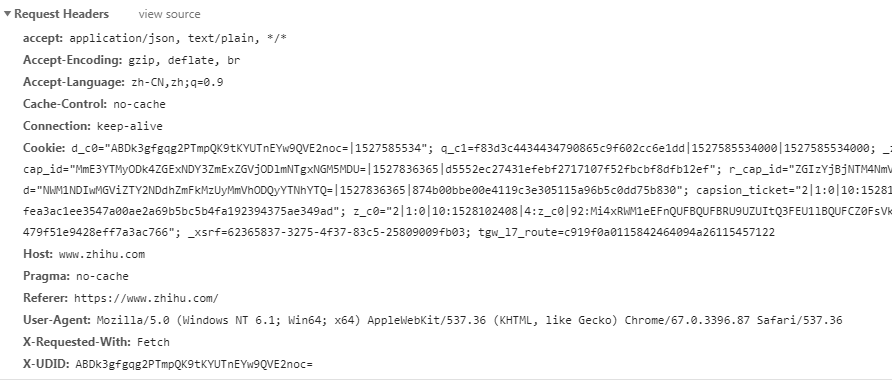 Request Headers view source
accept: application/json, text/plain, */*
Accept-Encoding: gzip, deflate, br
Accept-Language: zh-CN,zh;q=0.9
Cache-Control: no-cache
Connection: keep-alive
Cookie: d_c0="ABDk3gfgqg2PTmpQK9tKYUTnEYw9QVE2noc=|1527585534"; q_c1=f83d3c4434434790865c9f602cc6e1dd|1527585534000|1527585534000; _z
cap_id="MmE3YTMyODk4ZGExNDY3ZmExZGVjODlmNTgxNGM5MDU=|1527836365|d5552ec27431efebf2717107f52fbcbf8dfb12ef"; r_cap_id="ZGIzYjBjNTM4NmV
d="NWM1NDIwMGViZTY2NDdhZmFkMzUyMmVhODQyYTNhYTQ=|1527836365|874b00bbe00e4119c3e305115a96b5c0dd75b830"; capsion_ticket="2|1:0|10:15281
fea3ac1ee3547a00ae2a69b5bc5b4fa192394375ae349ad"; z_c0="2|1:0|10:1528102408|4:z_c0|92:Mi4xRWM1eEFnQUFBQUFBRU9UZUItQ3FEU1lBQUFCZ0FsVk
479f51e9428eff7a3ac766"; _xsrf=62365837-3275-4f37-83c5-25809009fb03; tgw_l7_route=c919f0a0115842464094a26115457122
Host: www.zhihu.com
Pragma: no-cache
Referer: https://www.zhihu.com/
User-Agent: Mozilla/5.0 (Windows NT 6.1; Win64; x64) AppleWebKit/537.36 (KHTML, like Gecko) Chrome/67.0.3396.87 Safari/537.36
X-Requested-With: Fetch
X-UDID: ABDk3gfgqg2PTmpQK9tKYUTnEYw9QVE2noc=